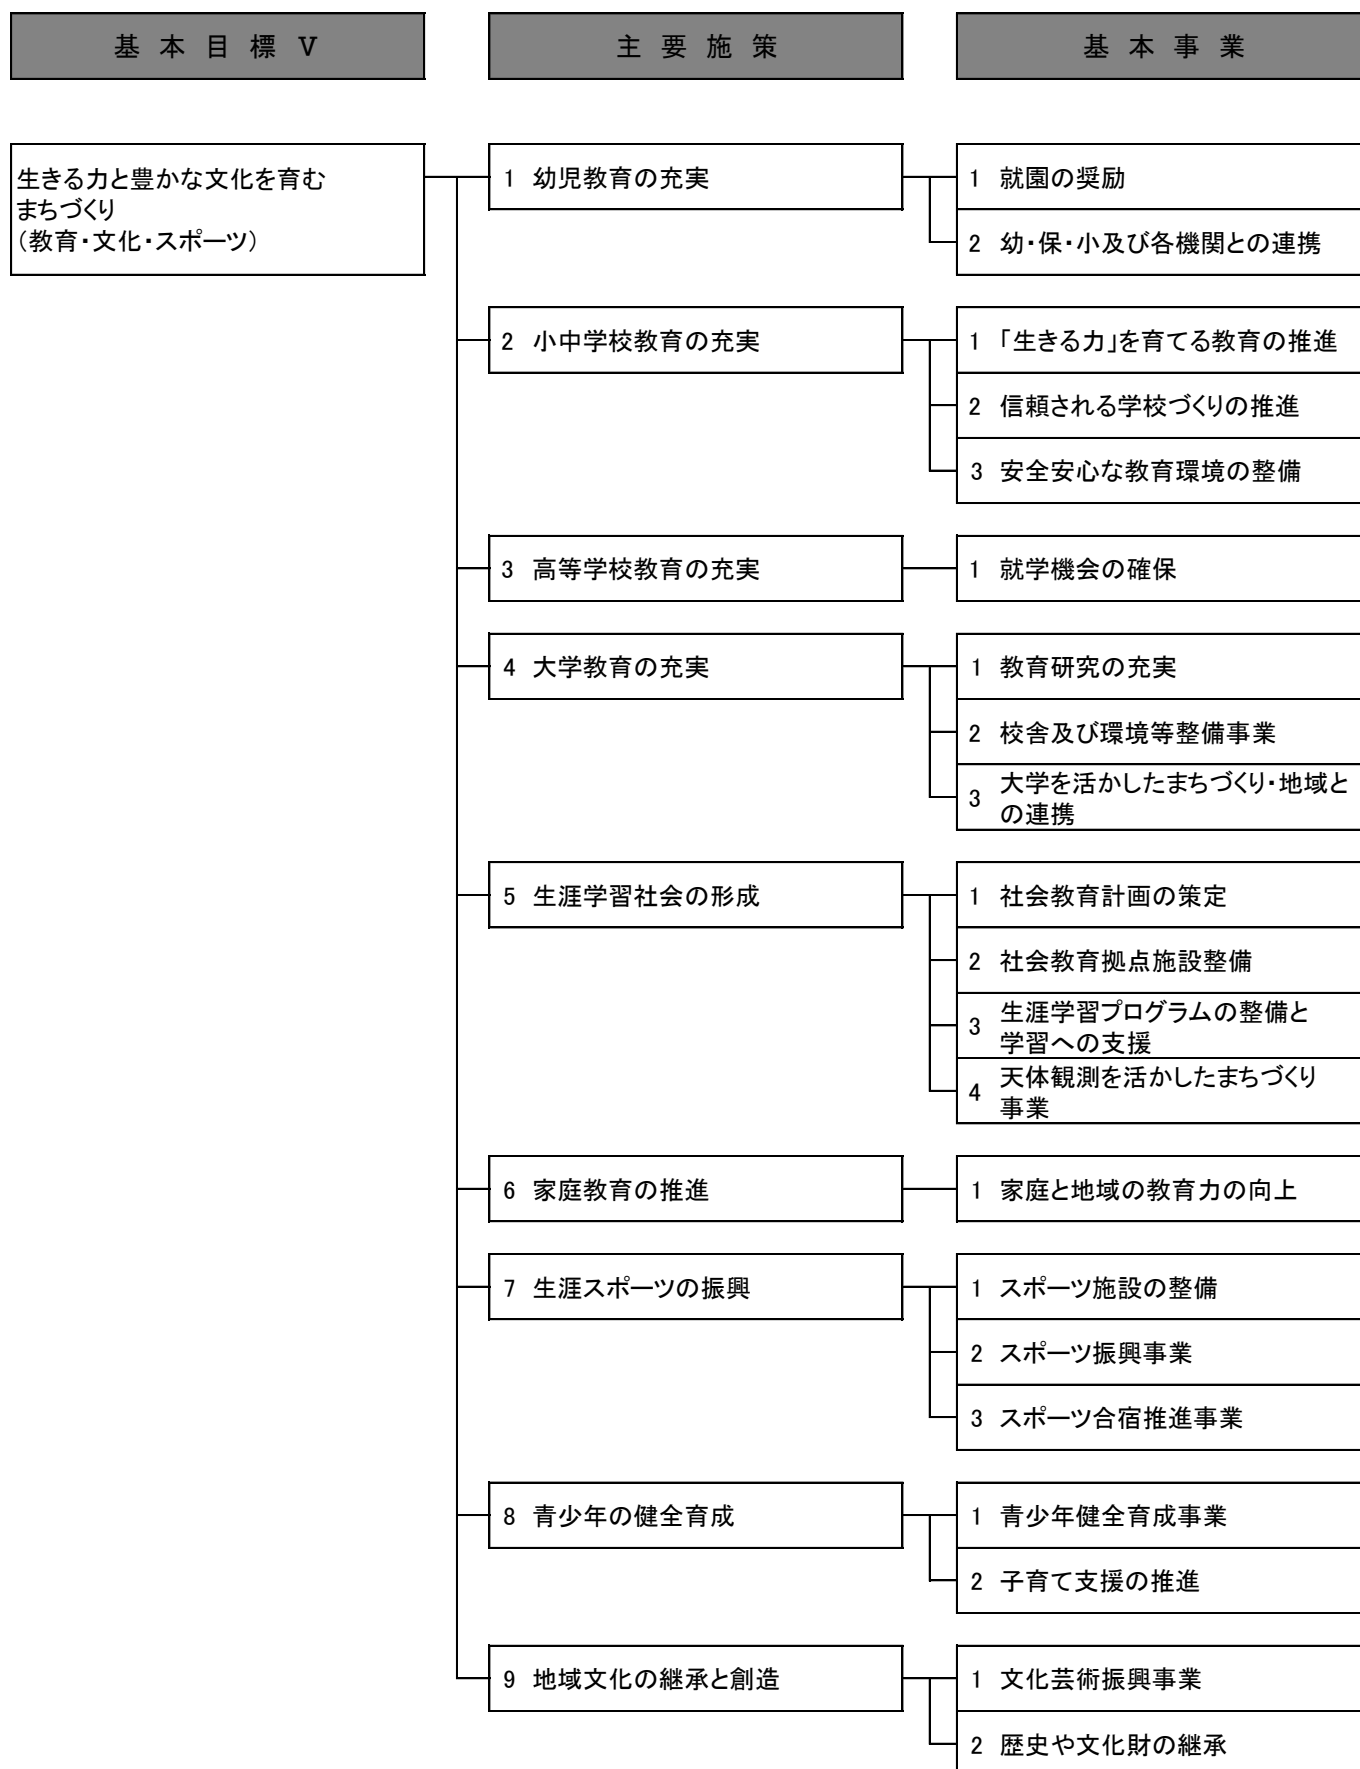 基本目標Ⅴ
主要施策
基本事業
生きる力と豊かな文化を育む
まちづくり
（教育・文化・スポーツ）
1 幼児教育の充実
1 就園の奨励
2 幼・保・小及び各機関との連携
2 小中学校教育の充実
1 「生きる力」を育てる教育の推進
2 信頼される学校づくりの推進
3 安全安心な教育環境の整備
3 高等学校教育の充実
1 就学機会の確保
4 大学教育の充実
1 教育研究の充実
2 校舎及び環境等整備事業
3 大学を活かしたまちづくり・地域と
の連携
5 生涯学習社会の形成
1 社会教育計画の策定
2 社会教育拠点施設整備
3 生涯学習プログラムの整備と
学習への支援
4 天体観測を活かしたまちづくり
事業
6 家庭教育の推進
1 家庭と地域の教育力の向上
7 生涯スポーツの振興
1 スポーツ施設の整備
2 スポーツ振興事業
3 スポーツ合宿推進事業
8 青少年の健全育成
1 青少年健全育成事業
2 子育て支援の推進
9 地域文化の継承と創造
1 文化芸術振興事業
2 歴史や文化財の継承